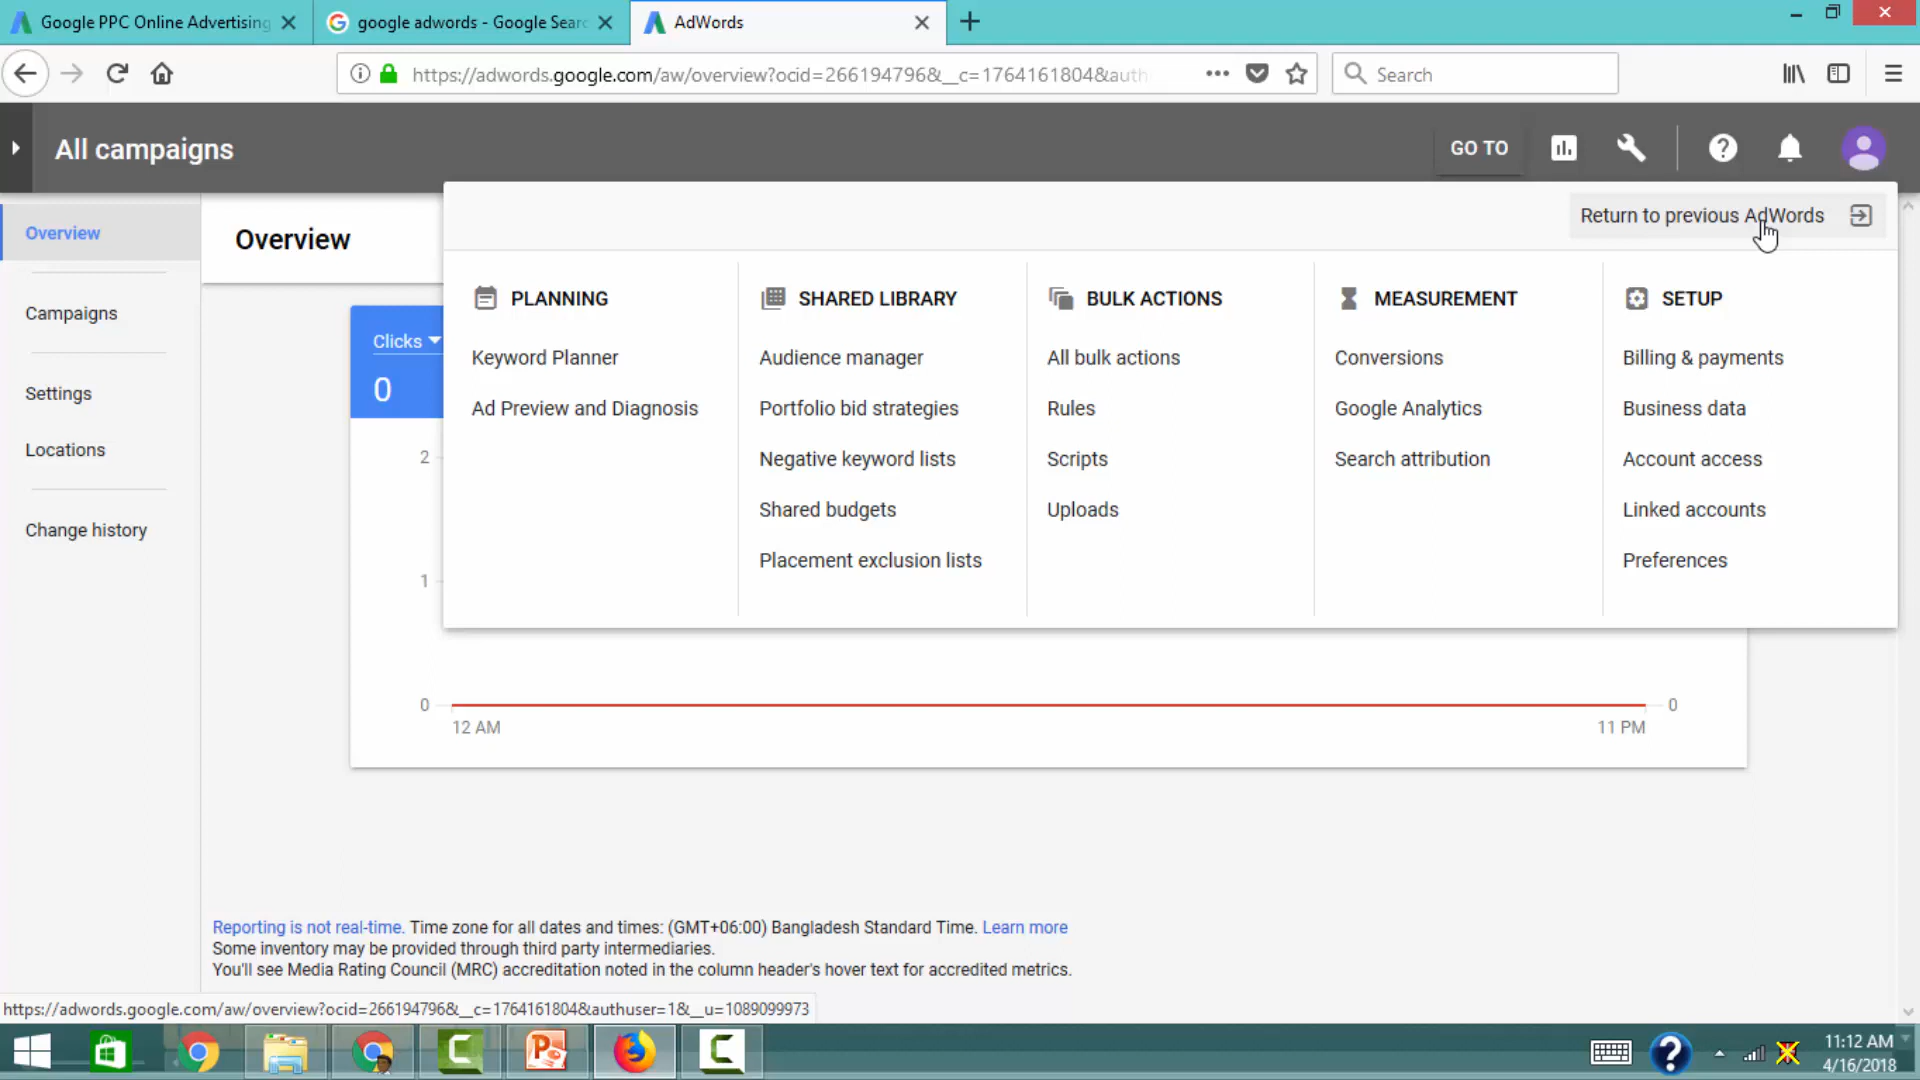 Google PPC Online Advertising
google adwords - Google Searc
AdWords
https://adwords.google.com/aw/overview?ocid=266194796&__c=1764161804&auth
Search
All campaigns
GO TO
Return to previous AdWords
Overview
Campaigns
Settings
Locations
Change history
Overview
Clicks
0
PLANNING
Keyword Planner
Ad Preview and Diagnosis
SHARED LIBRARY
Audience manager
Portfolio bid strategies
Negative keyword lists
Shared budgets
Placement exclusion lists
BULK ACTIONS
All bulk actions
Rules
Scripts
Uploads
MEASUREMENT
Conversions
Google Analytics
Search attribution
SETUP
Billing & payments
Business data
Account access
Linked accounts
Preferences
2
1
0
0
12 AM
11 PM
Reporting is not real-time. Time zone for all dates and times: (GMT+06:00) Bangladesh Standard Time. Learn more
Some inventory may be provided through third party intermediaries.
You'll see Media Rating Council (MRC) accreditation noted in the column header's hover text for accredited metrics.
https://adwords.google.com/aw/overview?ocid=266194796&__c=1764161804&authuser=1&__u=1089099973
11:12 AM
4/16/2018